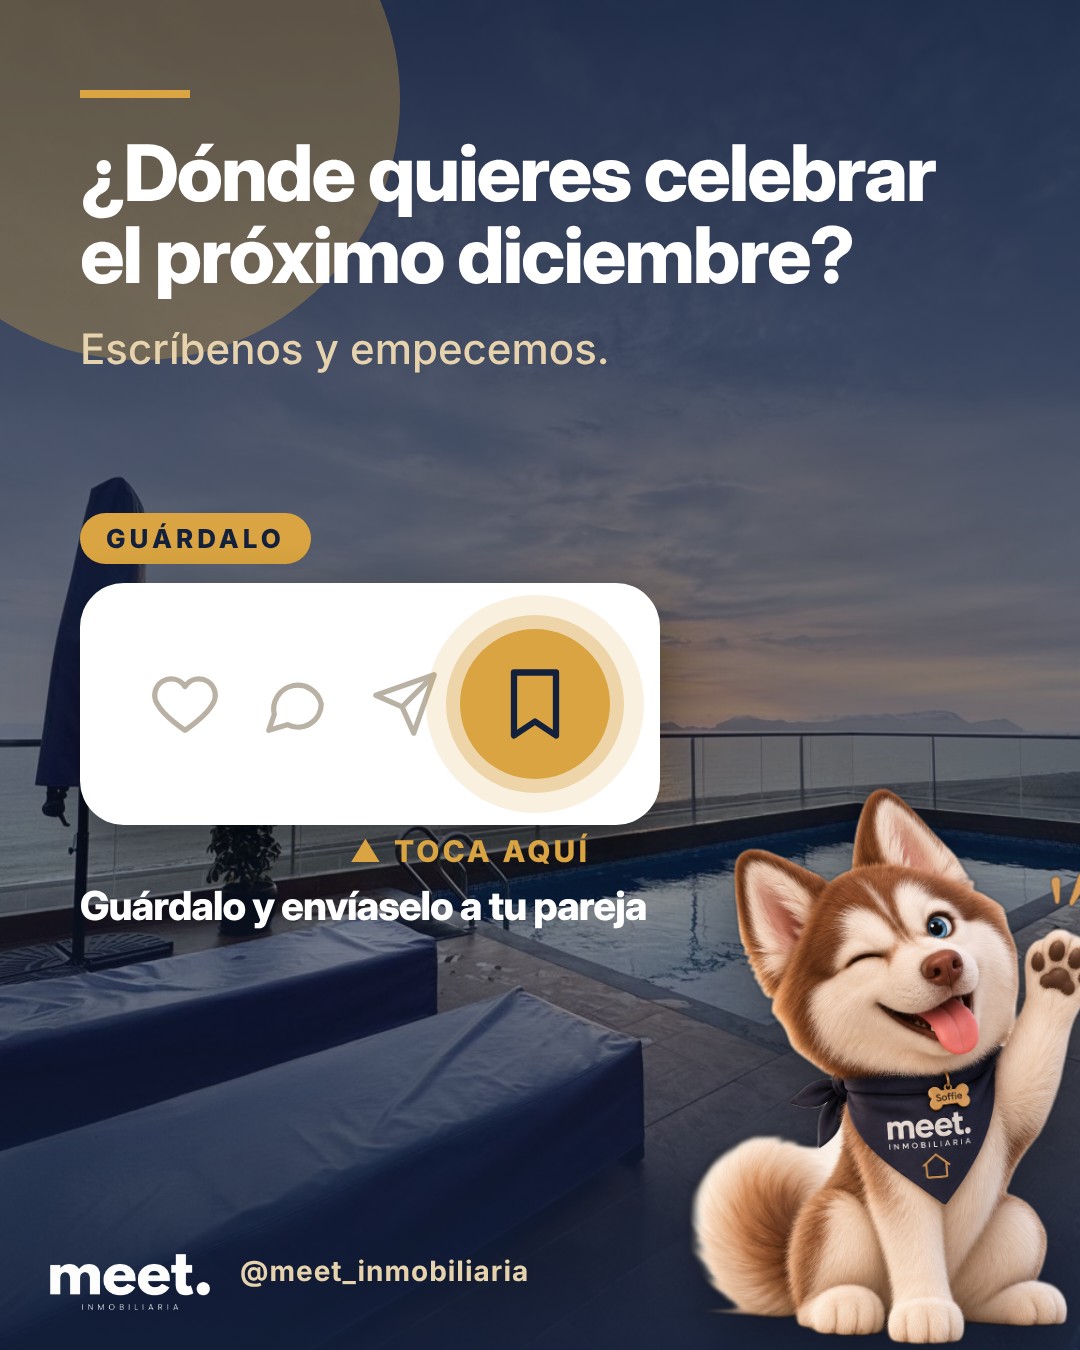 ¿Dónde quieres celebrar
el próximo diciembre?
Escríbenos y empecemos.
GUÁRDALO
▲ TOCA AQUÍ
Guárdalo y envíaselo a tu pareja
Soffie
meet.
INMOBILIARIA
meet.
INMOBILIARIA
@meet_inmobiliaria